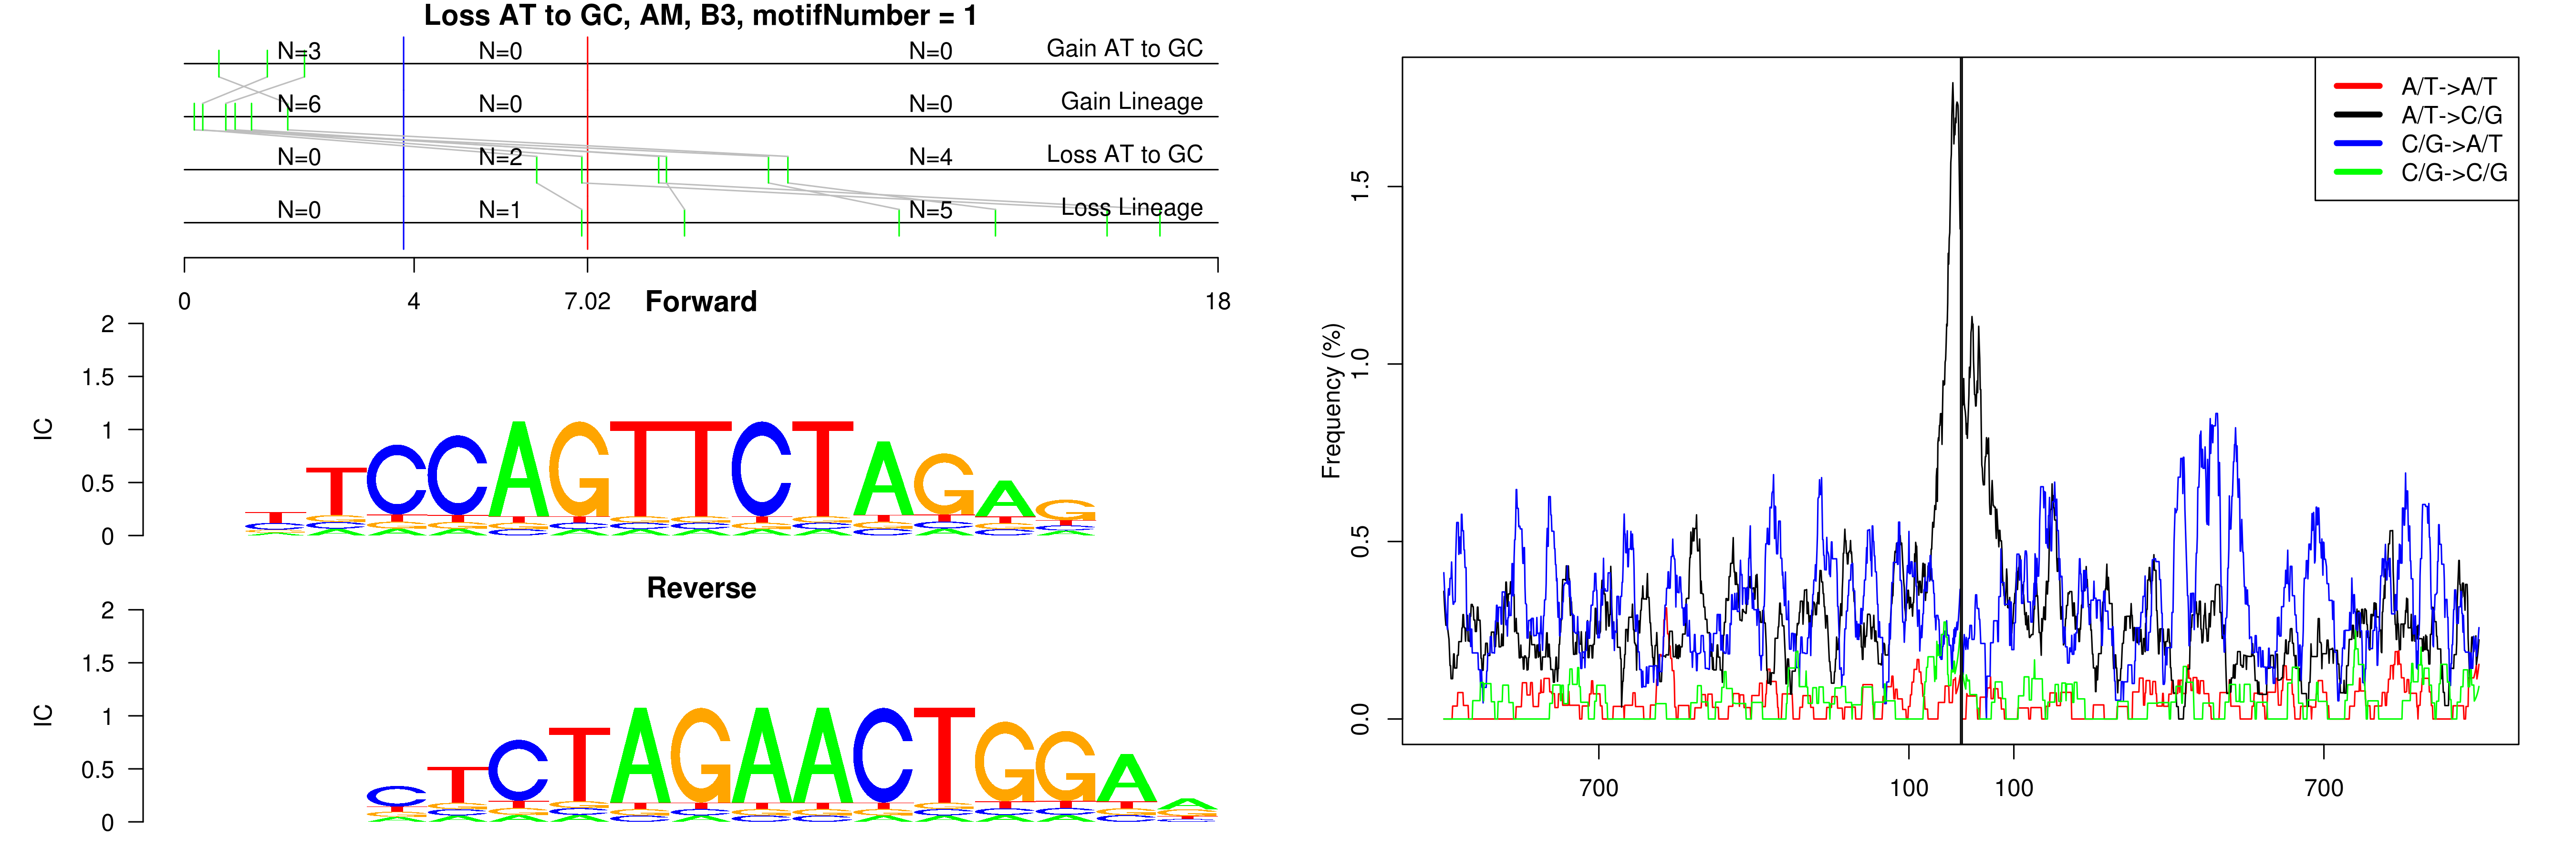 Loss AT to GC, AM, B3, motifNumber = 1
N=3 N=0 N=0 Gain AT to GC
N=6 N=0 N=0 Gain Lineage
N=0 N=2 N=4 Loss AT to GC
N=0 N=1 N=5 Loss Lineage
0 4 7.02 18
Forward
IC
2
1.5
1
0.5
0
TTCCAGTTCTAGAG
Reverse
IC
2
1.5
1
0.5
0
CTCTAGAACTGGAA
Frequency (%)
1.5
1.0
0.5
0.0
700 100 100 700
A/T->A/T
A/T->C/G
C/G->A/T
C/G->C/G